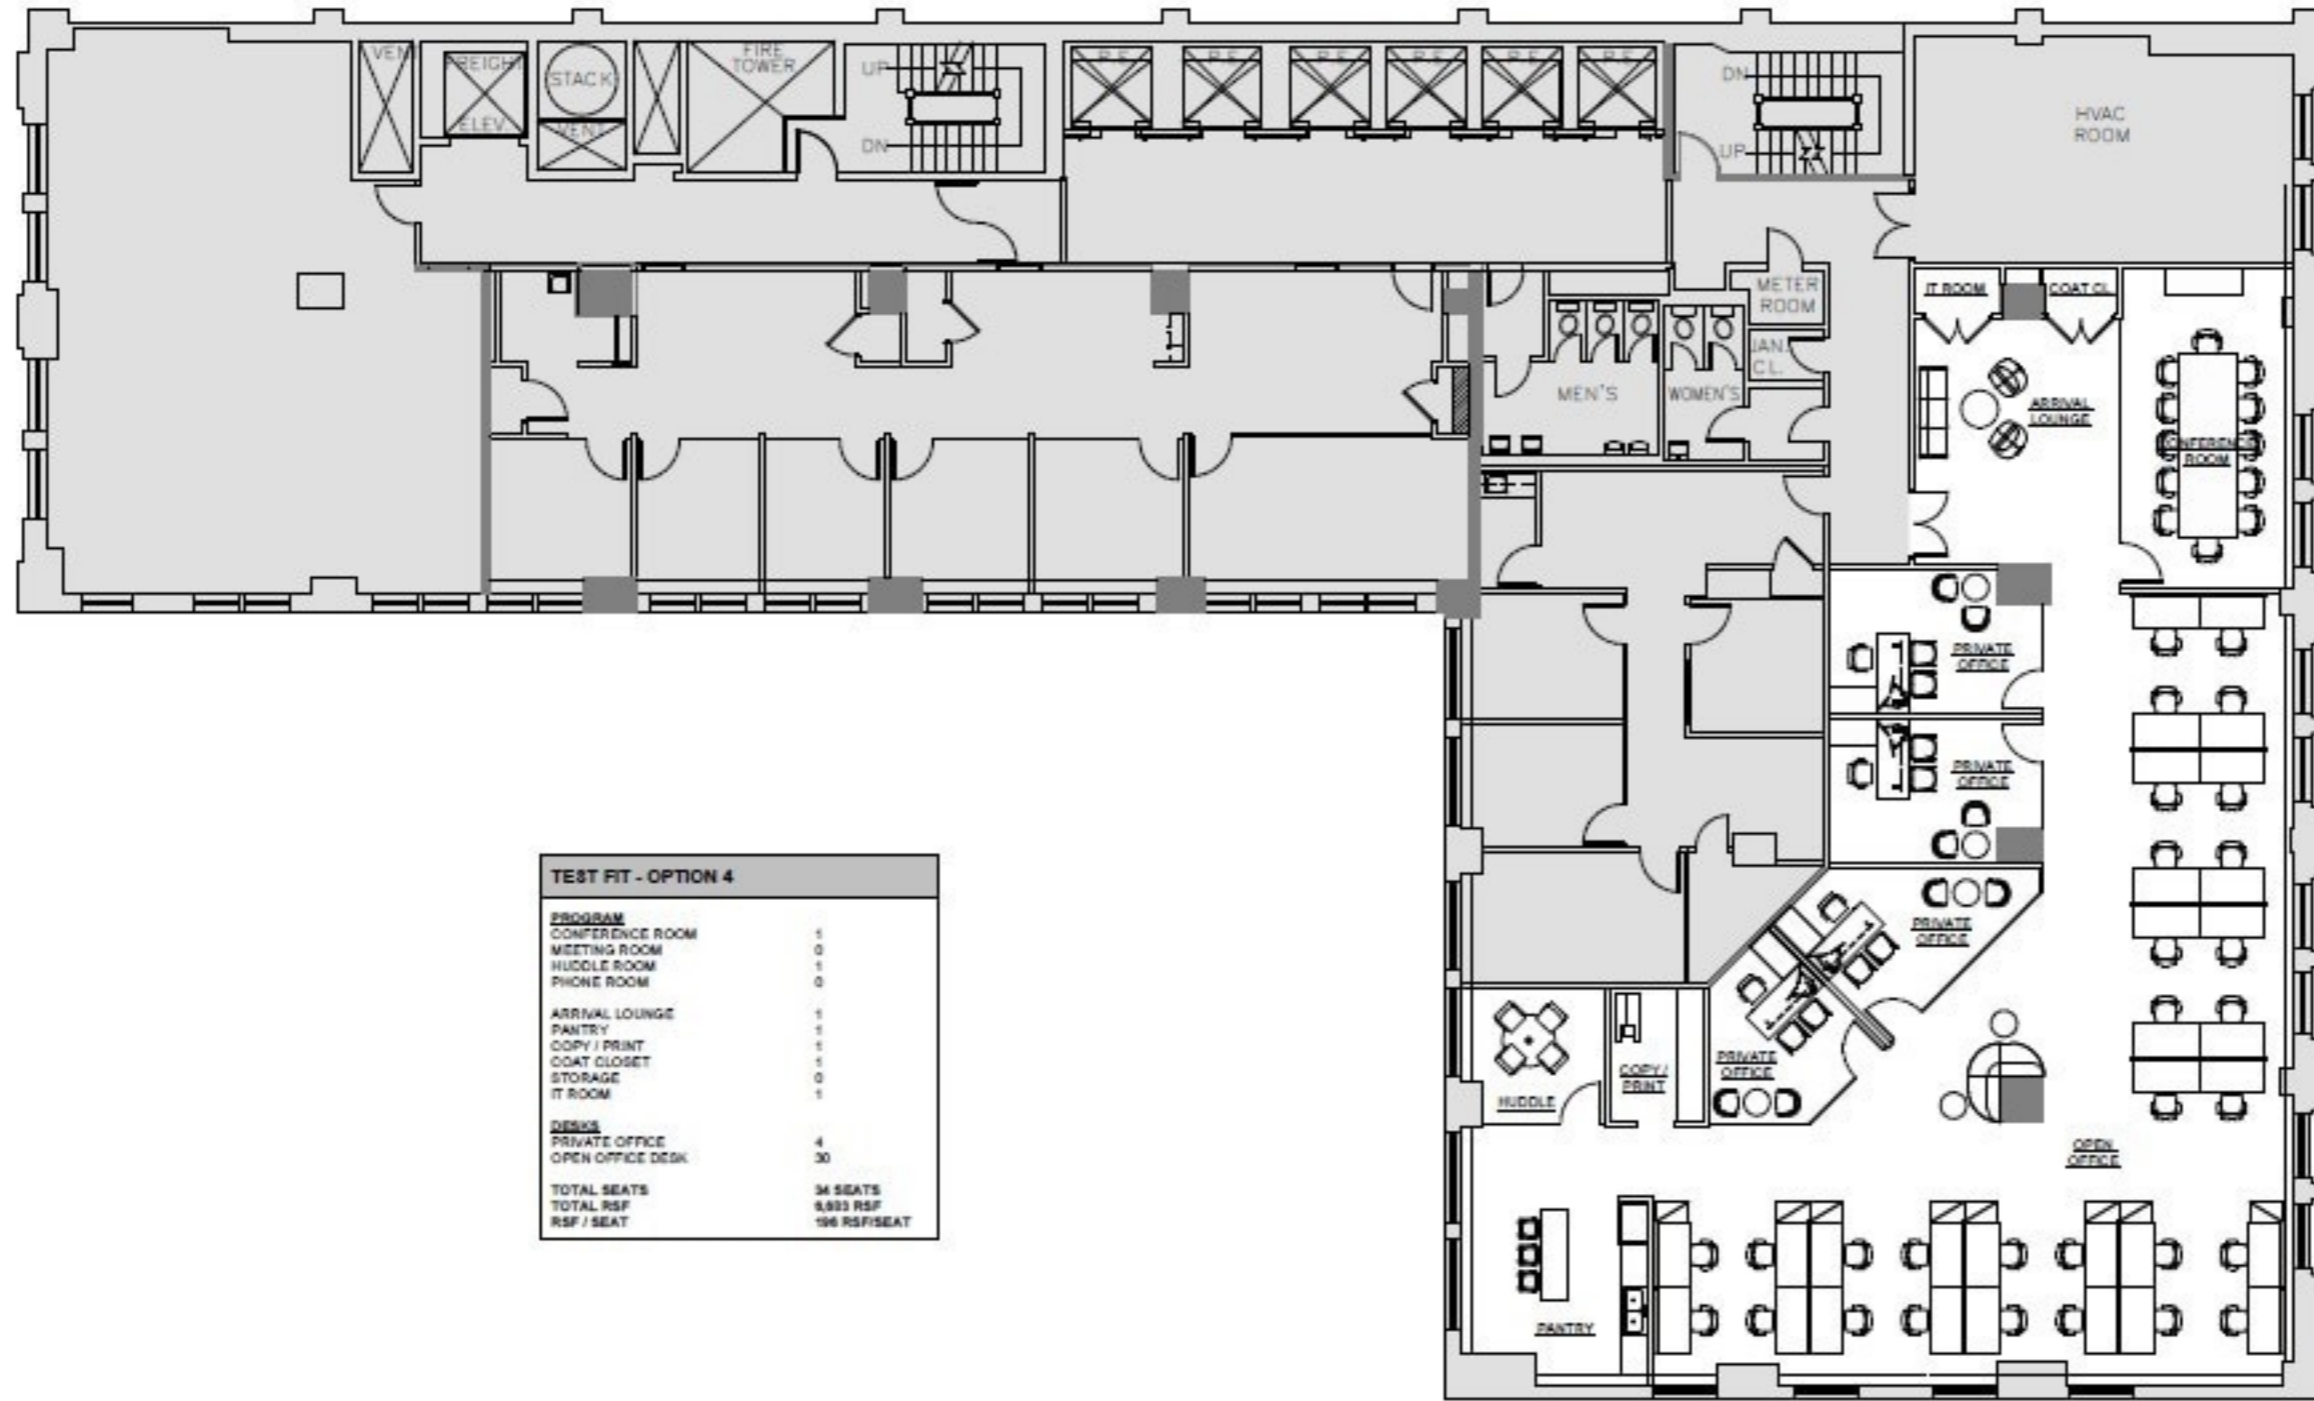 VENT
FREIGHT
ELEV.
STACK
VENT
FIRE
TOWER
UP
DN
P.E.
P.E.
P.E.
P.E.
P.E.
P.E.
DN
UP
HVAC
ROOM
METER
ROOM
JAN.
CL.
MEN'S
WOMEN'S
IT ROOM
COAT CL.
ARRIVAL
LOUNGE
CONFERENCE
ROOM
PRIVATE
OFFICE
PRIVATE
OFFICE
PRIVATE
OFFICE
PRIVATE
OFFICE
COPY /
PRINT
HUDDLE
OPEN
OFFICE
PANTRY
TEST FIT - OPTION 4
PROGRAM
CONFERENCE ROOM 1
MEETING ROOM 0
HUDDLE ROOM 1
PHONE ROOM 0
ARRIVAL LOUNGE 1
PANTRY 1
COPY / PRINT 1
COAT CLOSET 1
STORAGE 0
IT ROOM 1
DESKS
PRIVATE OFFICE 4
OPEN OFFICE DESK 30
TOTAL SEATS 34 SEATS
TOTAL RSF RSF
RSF / SEAT 196 RSF/SEAT